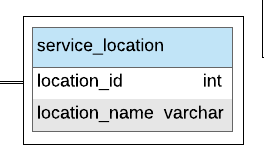 service_location
location_id int
location_name varchar